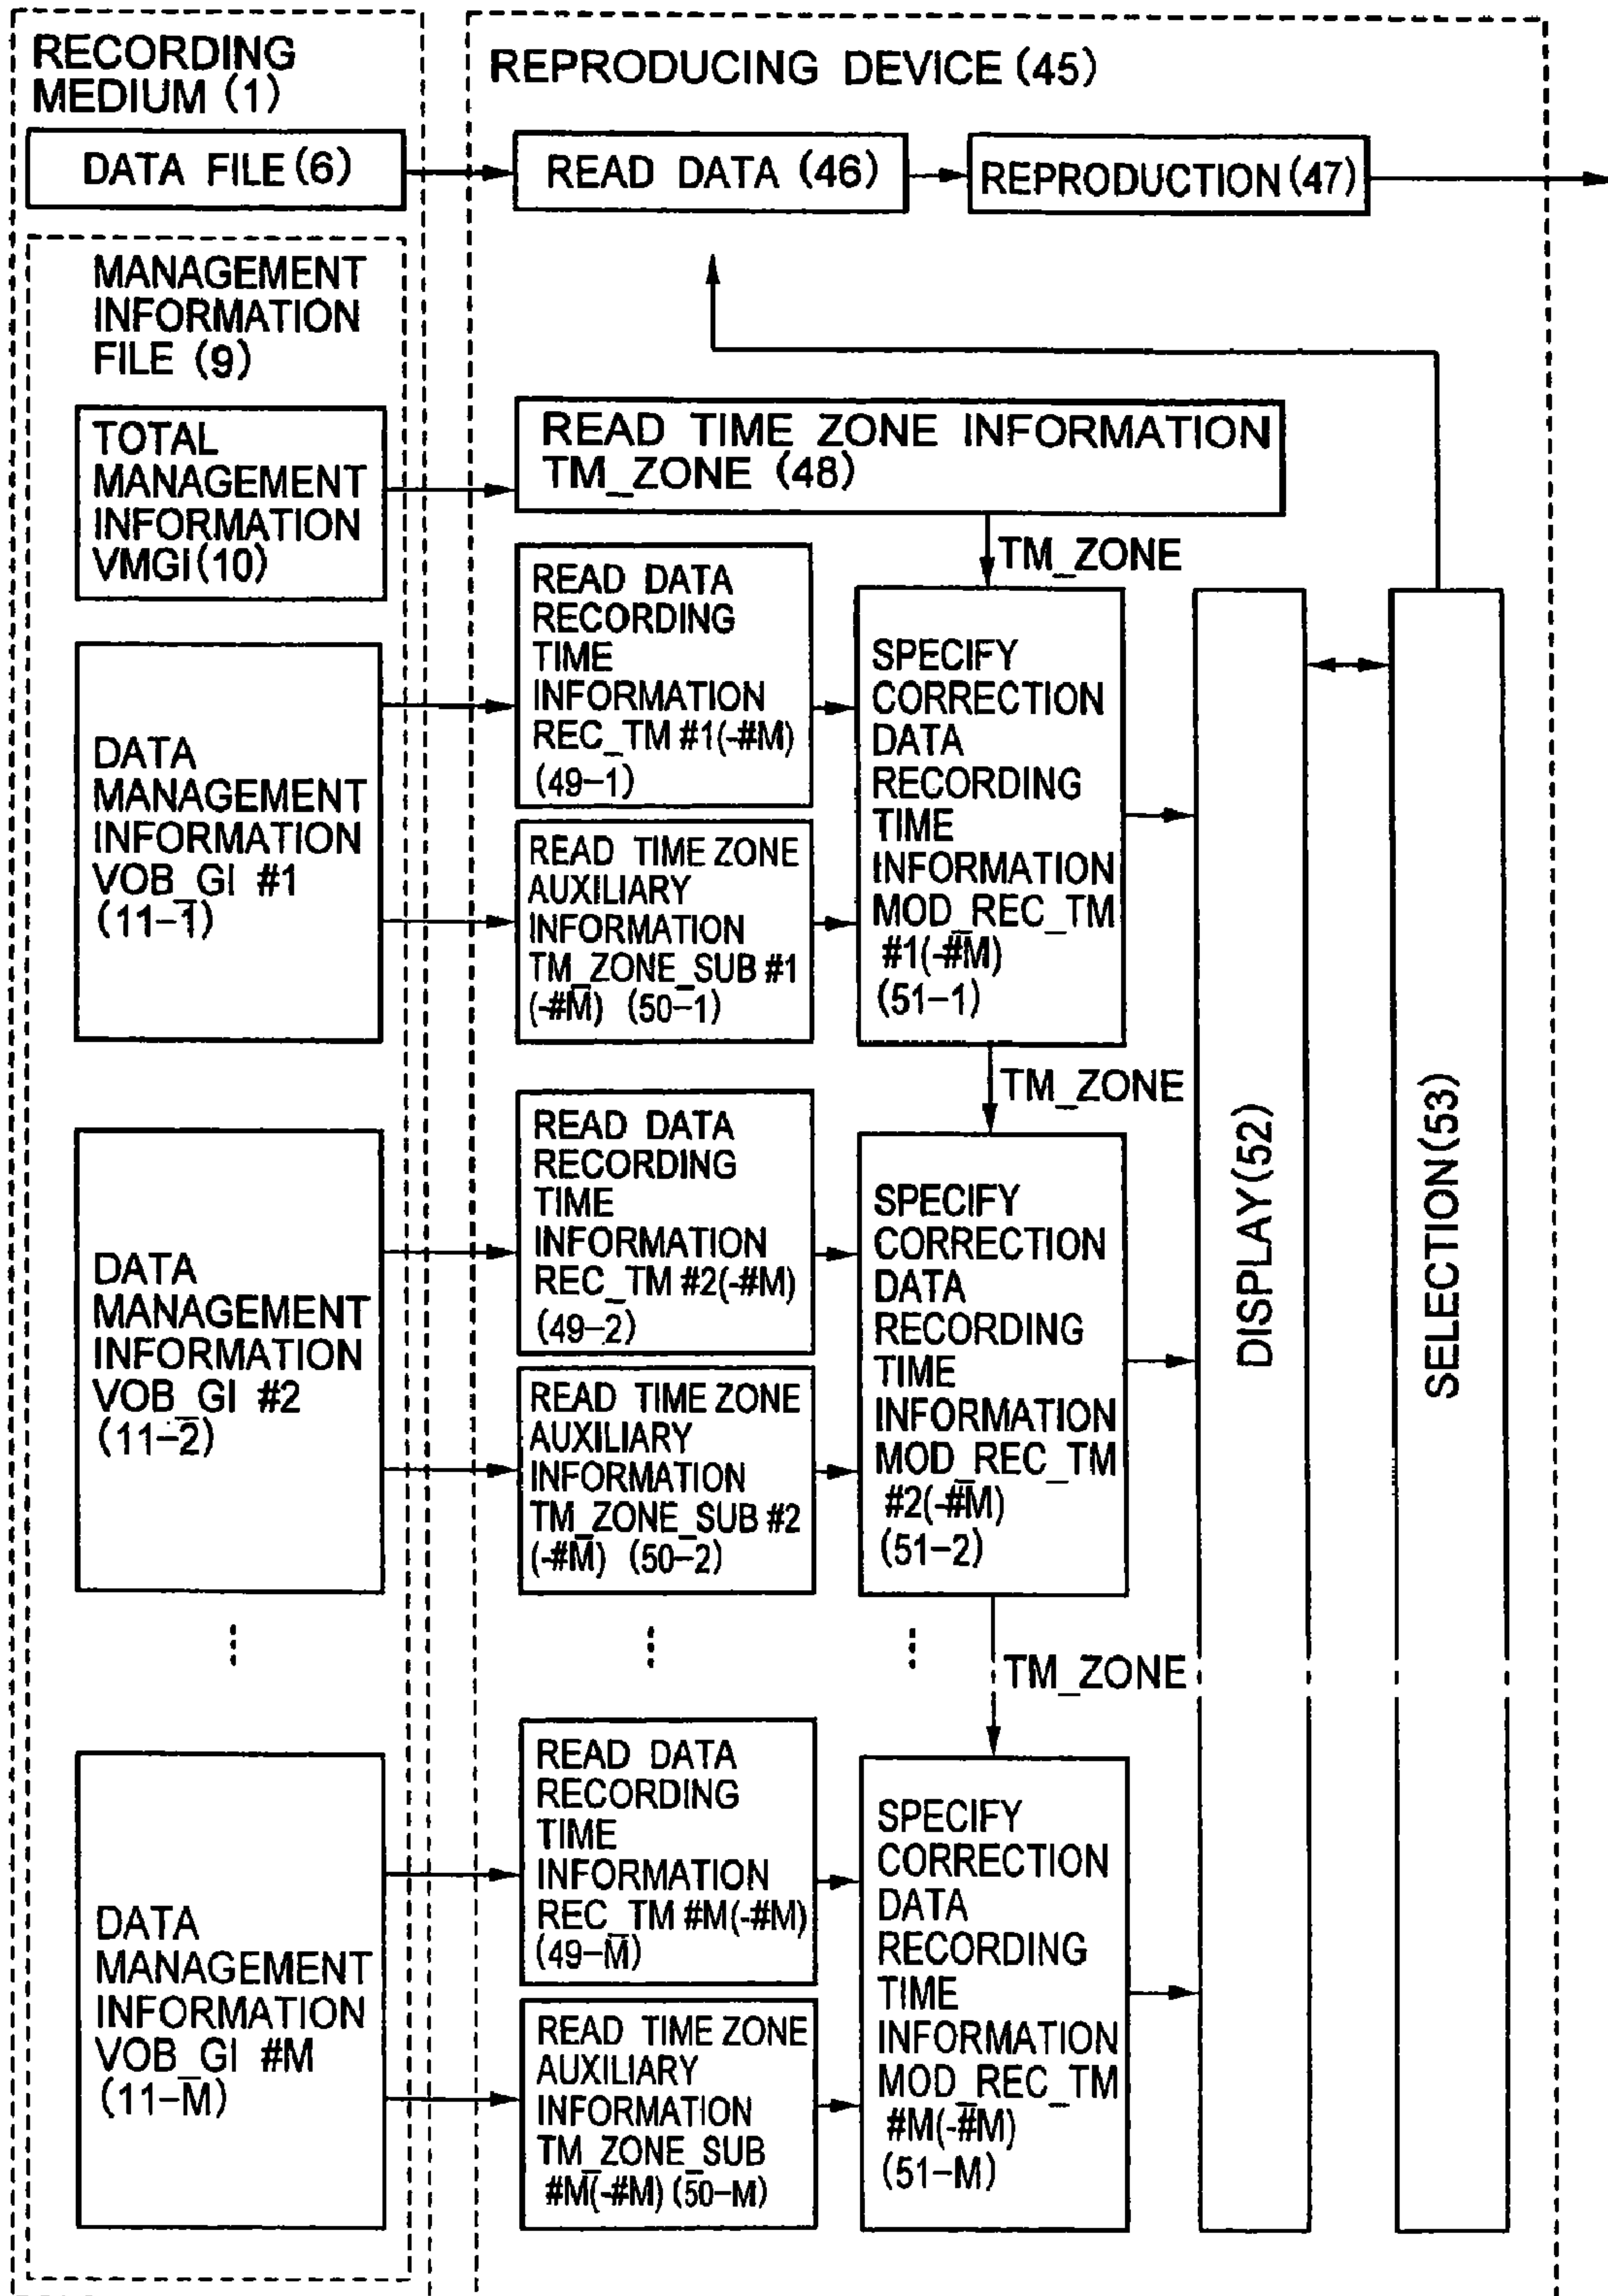 RECORDING
MEDIUM (1)
REPRODUCING DEVICE (45)
DATA FILE (6)
READ DATA (46)
REPRODUCTION (47)
MANAGEMENT
INFORMATION
FILE (9)
TOTAL
MANAGEMENT
INFORMATION
VMGI(10)
READ TIME ZONE INFORMATION
TM_ZONE (48)
TM_ZONE
DATA
MANAGEMENT
INFORMATION
VOB_GI #1
(11-1)
READ DATA
RECORDING
TIME
INFORMATION
REC_TM #1(-#M)
(49-1)
READ TIME ZONE
AUXILIARY
INFORMATION
TM_ZONE_SUB #1
(-#M) (50-1)
SPECIFY
CORRECTION
DATA
RECORDING
TIME
INFORMATION
MOD_REC_TM
#1(-#M)
(51-1)
TM_ZONE
DATA
MANAGEMENT
INFORMATION
VOB_GI #2
(11-2)
READ DATA
RECORDING
TIME
INFORMATION
REC_TM #2(-#M)
(49-2)
READ TIME ZONE
AUXILIARY
INFORMATION
TM_ZONE_SUB #2
(-#M) (50-2)
SPECIFY
CORRECTION
DATA
RECORDING
TIME
INFORMATION
MOD_REC_TM
#2(-#M)
(51-2)
DISPLAY(52)
SELECTION(53)
TM_ZONE
DATA
MANAGEMENT
INFORMATION
VOB_GI #M
(11-M)
READ DATA
RECORDING
TIME
INFORMATION
REC_TM #M(-#M)
(49-M)
READ TIME ZONE
AUXILIARY
INFORMATION
TM_ZONE_SUB
#M(-#M) (50-M)
SPECIFY
CORRECTION
DATA
RECORDING
TIME
INFORMATION
MOD_REC_TM
#M(-#M)
(51-M)